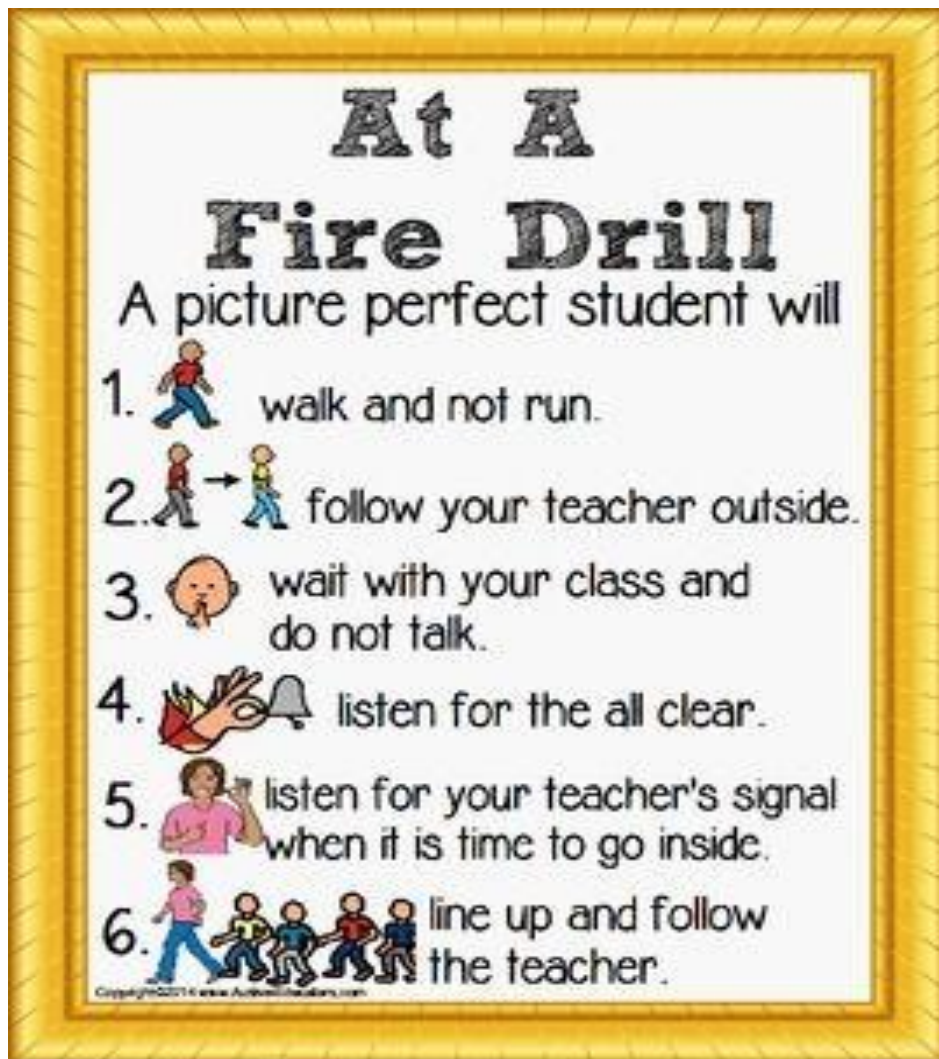 At A
Fire Drill
A picture perfect student will
1. walk and not run.
2. follow your teacher outside.
3. wait with your class and
do not talk.
4. listen for the all clear.
5. listen for your teacher's signal
when it is time to go inside.
6. line up and follow
the teacher.